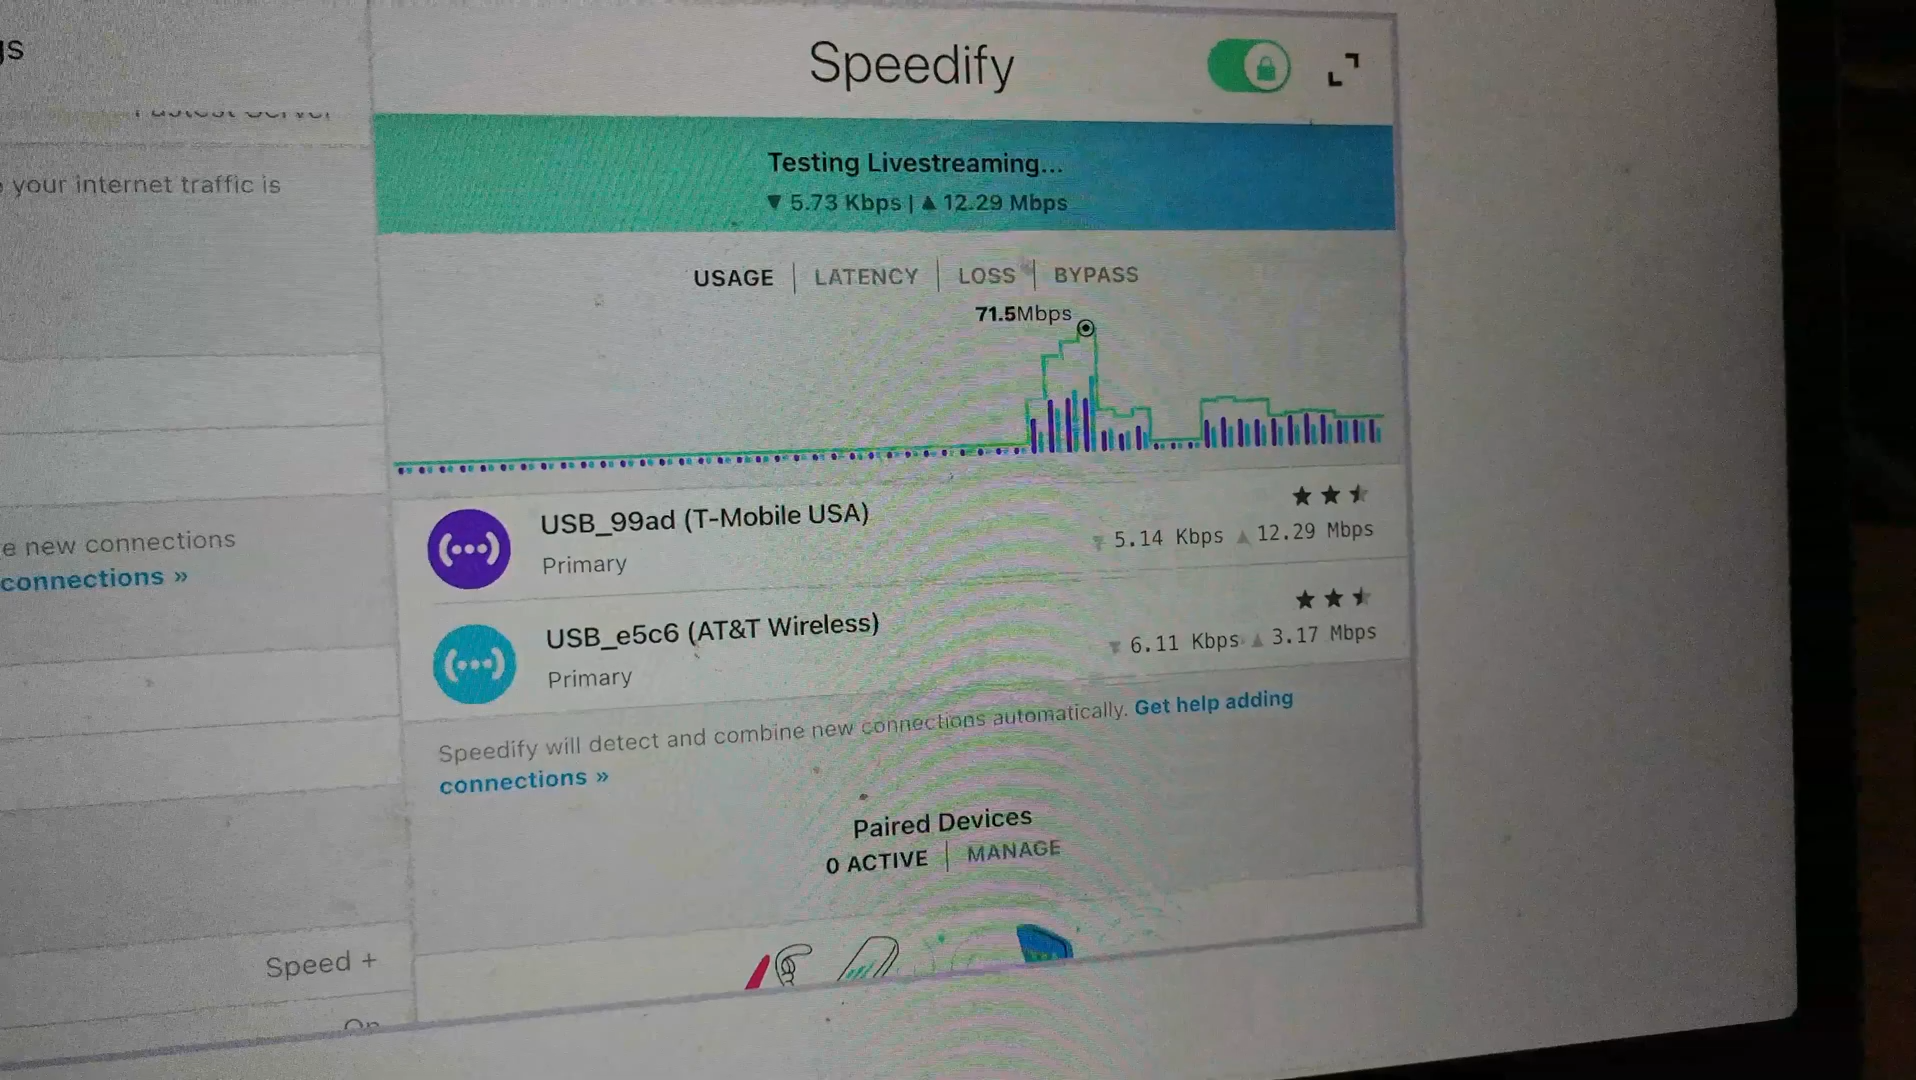 gs
your internet traffic is
e new connections
connections »
Speed +
On
Speedify
Testing Livestreaming...
▼ 5.73 Kbps | ▲ 12.29 Mbps
USAGE | LATENCY | LOSS | BYPASS
71.5Mbps
USB_99ad (T-Mobile USA)
Primary
▼ 5.14 Kbps ▲ 12.29 Mbps
USB_e5c6 (AT&T Wireless)
Primary
▼ 6.11 Kbps ▲ 3.17 Mbps
Speedify will detect and combine new connections automatically. Get help adding
connections »
Paired Devices
0 ACTIVE | MANAGE